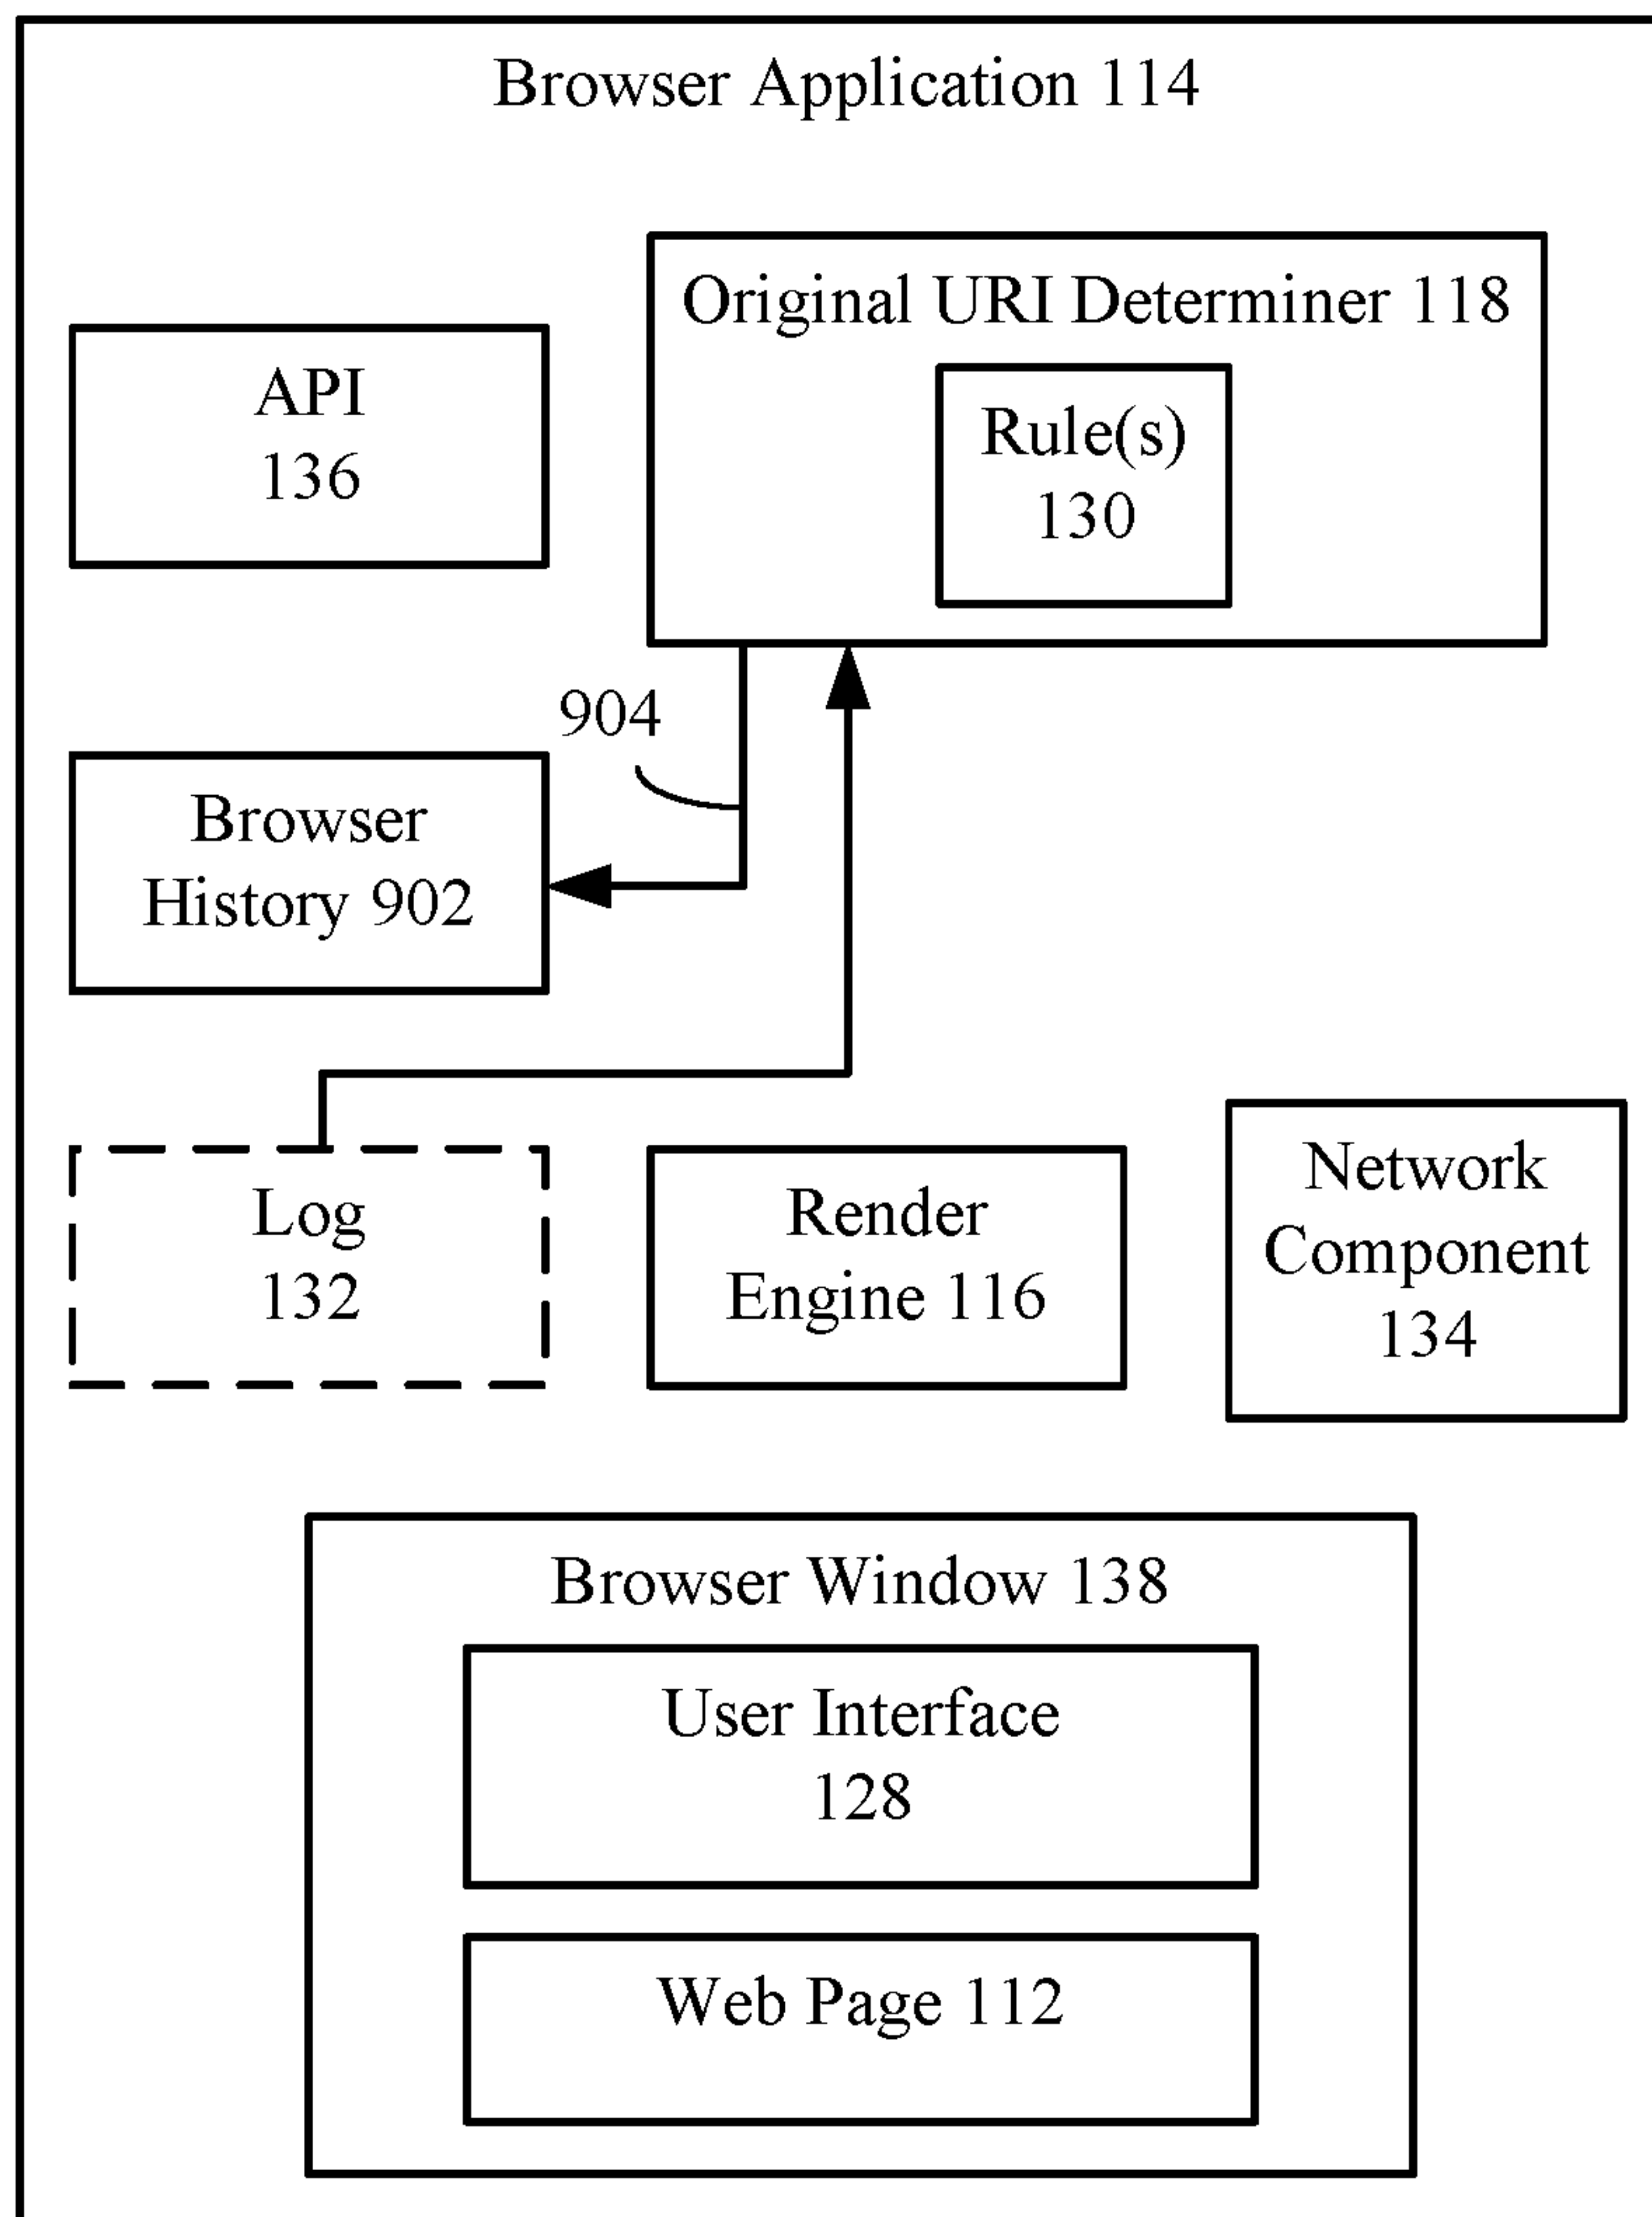 Browser Application 114
Original URI Determiner 118
API
136
Rule(s)
130
904
Browser
History 902
Log
132
Render
Engine 116
Network
Component
134
Browser Window 138
User Interface
128
Web Page 112